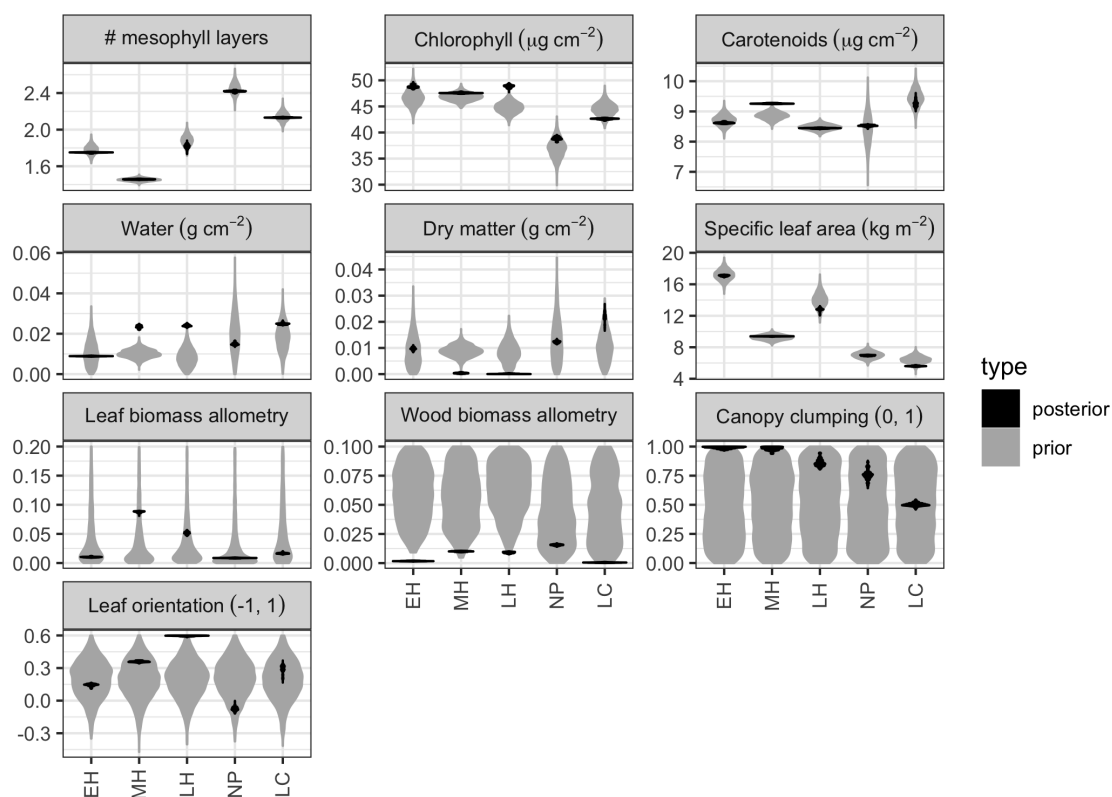 # mesophyll layers
Chlorophyll (μg cm⁻²)
Carotenoids (μg cm⁻²)
2.4
2.0
1.6
50
45
40
35
30
10
9
8
7
Water (g cm⁻²)
Dry matter (g cm⁻²)
Specific leaf area (kg m⁻²)
0.06
0.04
0.02
0.00
0.04
0.03
0.02
0.01
0.00
20
16
12
8
4
Leaf biomass allometry
Wood biomass allometry
Canopy clumping (0, 1)
0.20
0.15
0.10
0.05
0.00
0.100
0.075
0.050
0.025
0.000
1.00
0.75
0.50
0.25
0.00
EH
MH
LH
NP
LC
EH
MH
LH
NP
LC
Leaf orientation (-1, 1)
0.6
0.3
0.0
-0.3
EH
MH
LH
NP
LC
type
posterior
prior